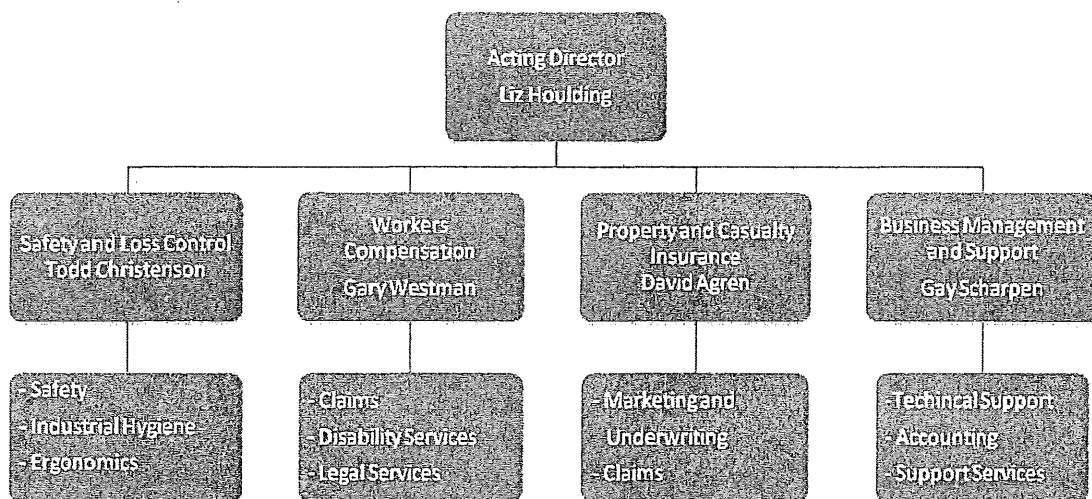 Acting Director
Liz Houlding
Safety and Loss Control
Todd Christenson
Workers
Compensation
Gary Westman
Property and Casualty
Insurance
David Agren
Business Management
and Support
Gay Scharpen
- Safety
- Industrial Hygiene
- Ergonomics
- Claims
- Disability Services
- Legal Services
- Marketing and
Underwriting
- Claims
- Techincal Support
- Accounting
- Support Services